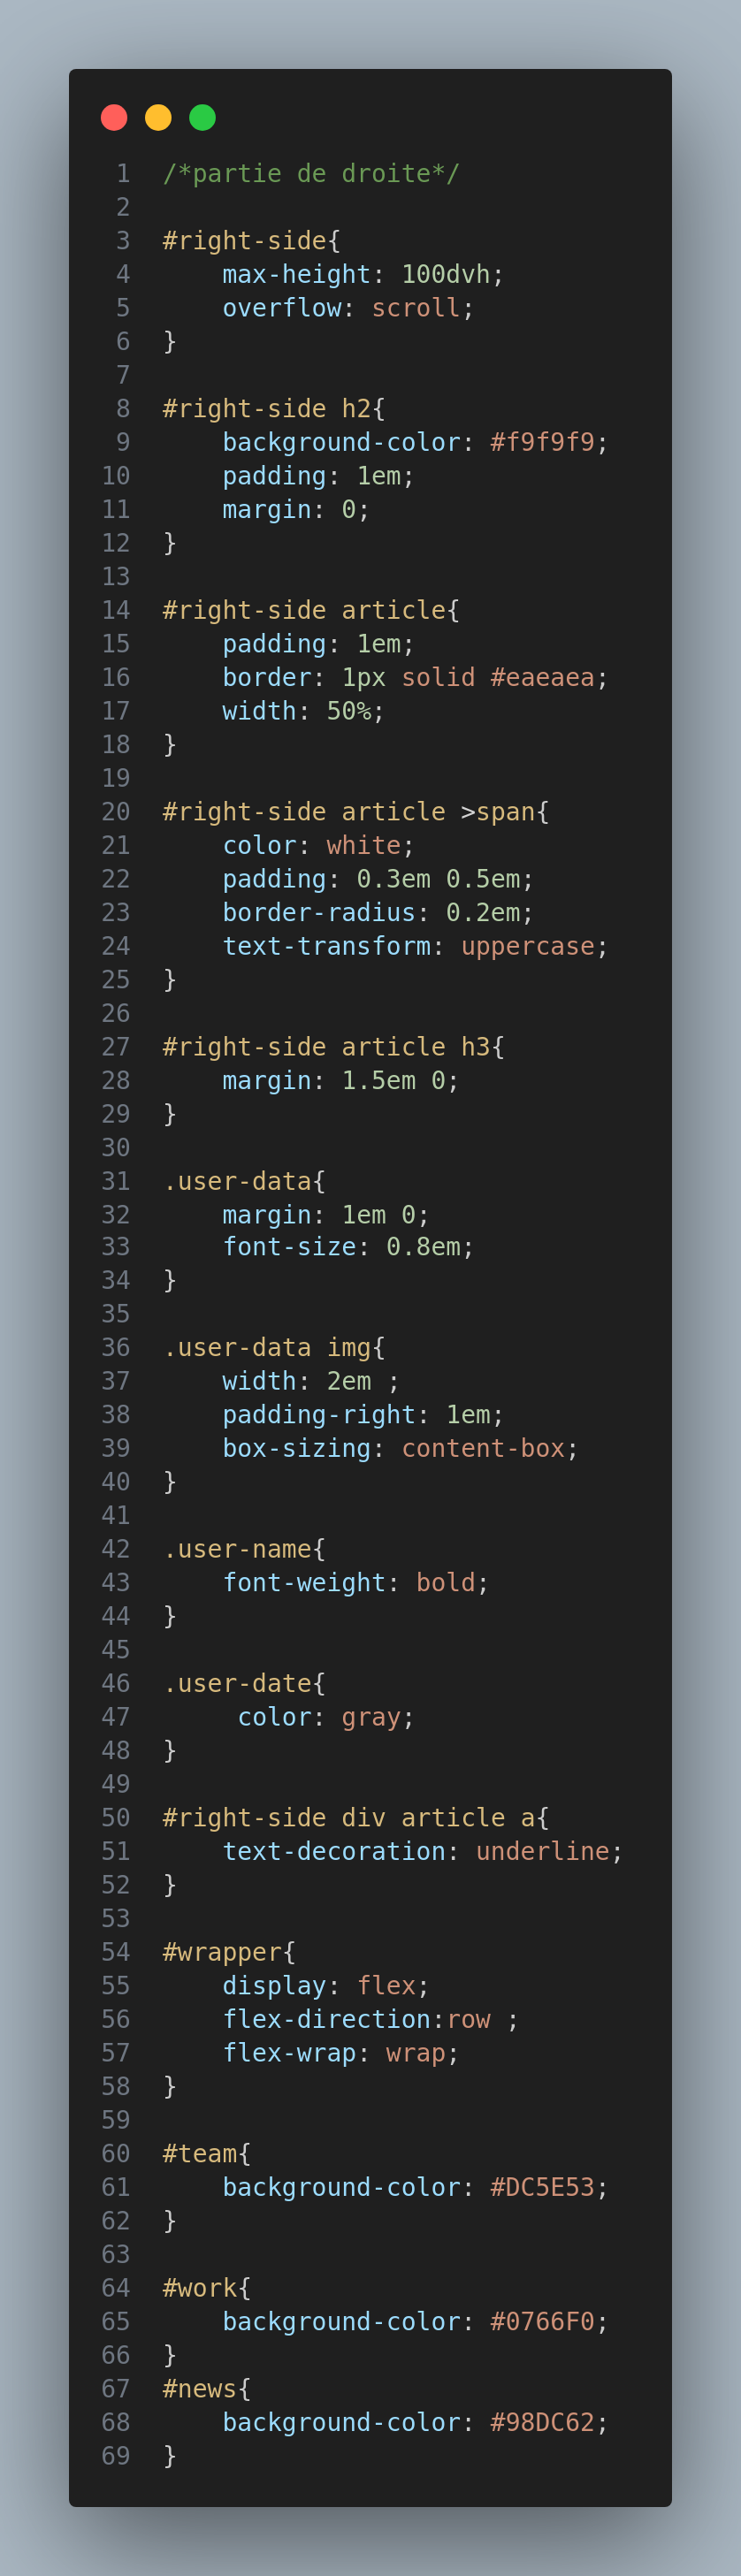 1 /*partie de droite*/
2
3 #right-side{
4     max-height: 100dvh;
5     overflow: scroll;
6 }
7
8 #right-side h2{
9     background-color: #f9f9f9;
10     padding: 1em;
11     margin: 0;
12 }
13
14 #right-side article{
15     padding: 1em;
16     border: 1px solid #eaeaea;
17     width: 50%;
18 }
19
20 #right-side article >span{
21     color: white;
22     padding: 0.3em 0.5em;
23     border-radius: 0.2em;
24     text-transform: uppercase;
25 }
26
27 #right-side article h3{
28     margin: 1.5em 0;
29 }
30
31 .user-data{
32     margin: 1em 0;
33     font-size: 0.8em;
34 }
35
36 .user-data img{
37     width: 2em ;
38     padding-right: 1em;
39     box-sizing: content-box;
40 }
41
42 .user-name{
43     font-weight: bold;
44 }
45
46 .user-date{
47      color: gray;
48 }
49
50 #right-side div article a{
51     text-decoration: underline;
52 }
53
54 #wrapper{
55     display: flex;
56     flex-direction:row ;
57     flex-wrap: wrap;
58 }
59
60 #team{
61     background-color: #DC5E53;
62 }
63
64 #work{
65     background-color: #0766F0;
66 }
67 #news{
68     background-color: #98DC62;
69 }